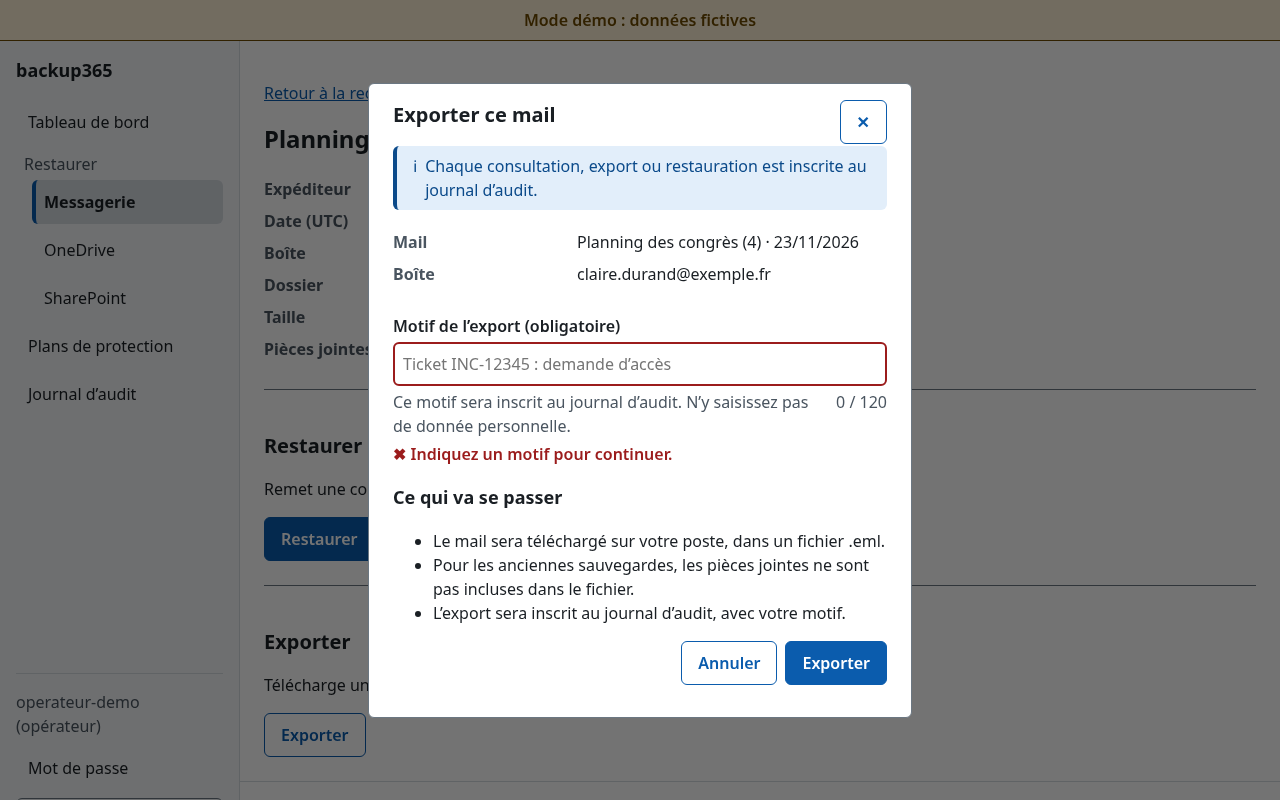 Mode démo : données fictives
backup365
Tableau de bord
Restaurer
Messagerie
OneDrive
SharePoint
Plans de protection
Journal d’audit
operateur-demo
(opérateur)
Mot de passe
Retour à la rec
Planning
Expéditeur
Date (UTC)
Boîte
Dossier
Taille
Pièces jointes
Restaurer
Remet une co
Restaurer
Exporter
Télécharge un
Exporter
Exporter ce mail
×
i Chaque consultation, export ou restauration est inscrite au
journal d’audit.
Mail Planning des congrès (4) · 23/11/2026
Boîte claire.durand@exemple.fr
Motif de l’export (obligatoire)
Ticket INC-12345 : demande d’accès
Ce motif sera inscrit au journal d’audit. N’y saisissez pas 0 / 120
de donnée personnelle.
✖ Indiquez un motif pour continuer.
Ce qui va se passer
• Le mail sera téléchargé sur votre poste, dans un fichier .eml.
• Pour les anciennes sauvegardes, les pièces jointes ne sont
pas incluses dans le fichier.
• L’export sera inscrit au journal d’audit, avec votre motif.
Annuler Exporter